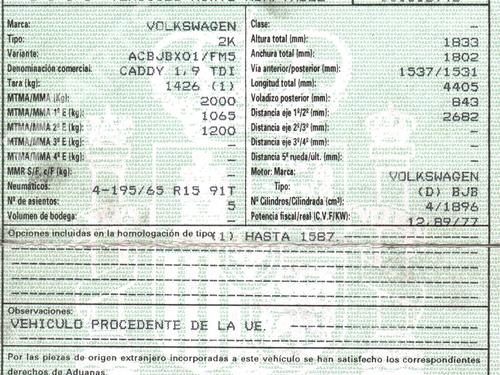 Marca: VOLKSWAGEN Clase: —
Tipo: 2K Altura total (mm): 1833
Variante: ACBJBX01/FM5 Anchura total (mm): 1802
Denominación comercial: CADDY 1,9 TDI Vía anterior/posterior (mm): 1537/1531
Tara (kg): 1426 (1) Longitud total (mm): 4405
MTMA/MMA (Kg): 2000 Voladizo posterior (mm): 843
MTMA/MMA 1º E (kg): 1065 Distancia eje 1º/2º (mm): 2682
MTMA/MMA 2º E (kg): 1200 Distancia eje 2º/3º (mm): —
MTMA/MMA 3º E (kg): — Distancia eje 3º/4º (mm): —
MTMA/MMA 4º E (kg): — Distancia 5ª rueda/ult. (mm): —
MMR S/F, c/F (kg): — Motor: Marca: VOLKSWAGEN
Neumáticos: 4-195/65 R15 91T Tipo: (D) BJB
Nº de asientos: 5 Nº Cilindros/Cilindrada (cm³): 4/1896
Volumen de bodega: — Potencia fiscal/real (C.V.F/KW): 12,89/77
Opciones incluidas en la homologación de tipo (1) HASTA 1587.
Observaciones:
VEHICULO PROCEDENTE DE LA UE.
Por las piezas de origen extranjero incorporadas a este vehículo se han satisfecho los correspondientes
derechos de Aduanas.